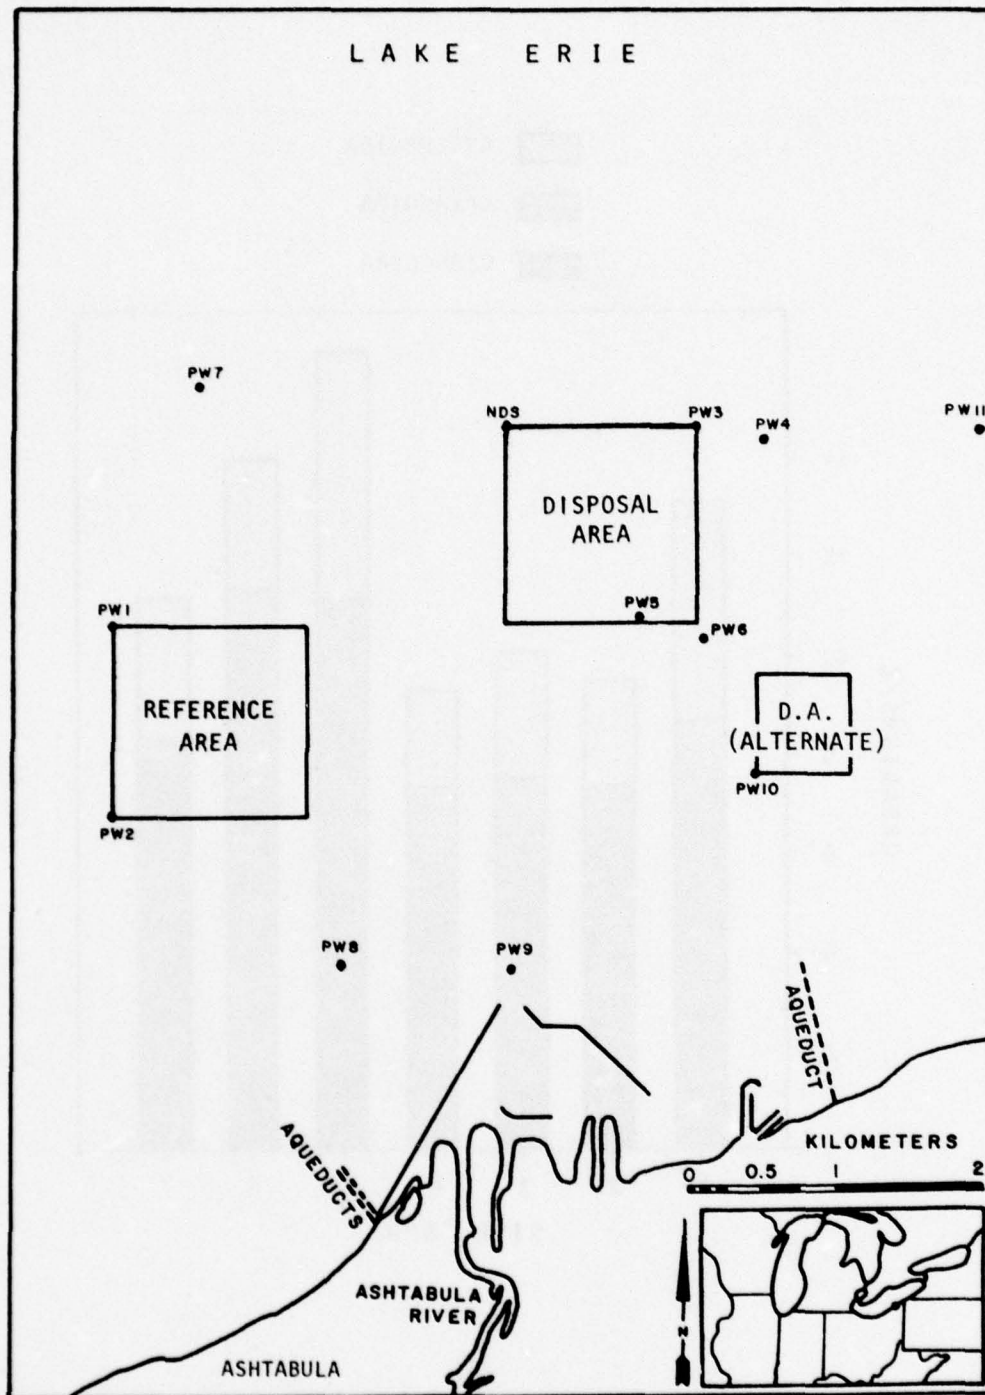 LAKE ERIE
PW7
NDS
PW3
PW4
PW11
DISPOSAL
AREA
PW5
PW6
PW1
REFERENCE
AREA
D.A.
(ALTERNATE)
PW10
PW2
PW8
PW9
AQUEDUCT
AQUEDUCTS
KILOMETERS
0 0.5 1 2
ASHTABULA
RIVER
N
ASHTABULA